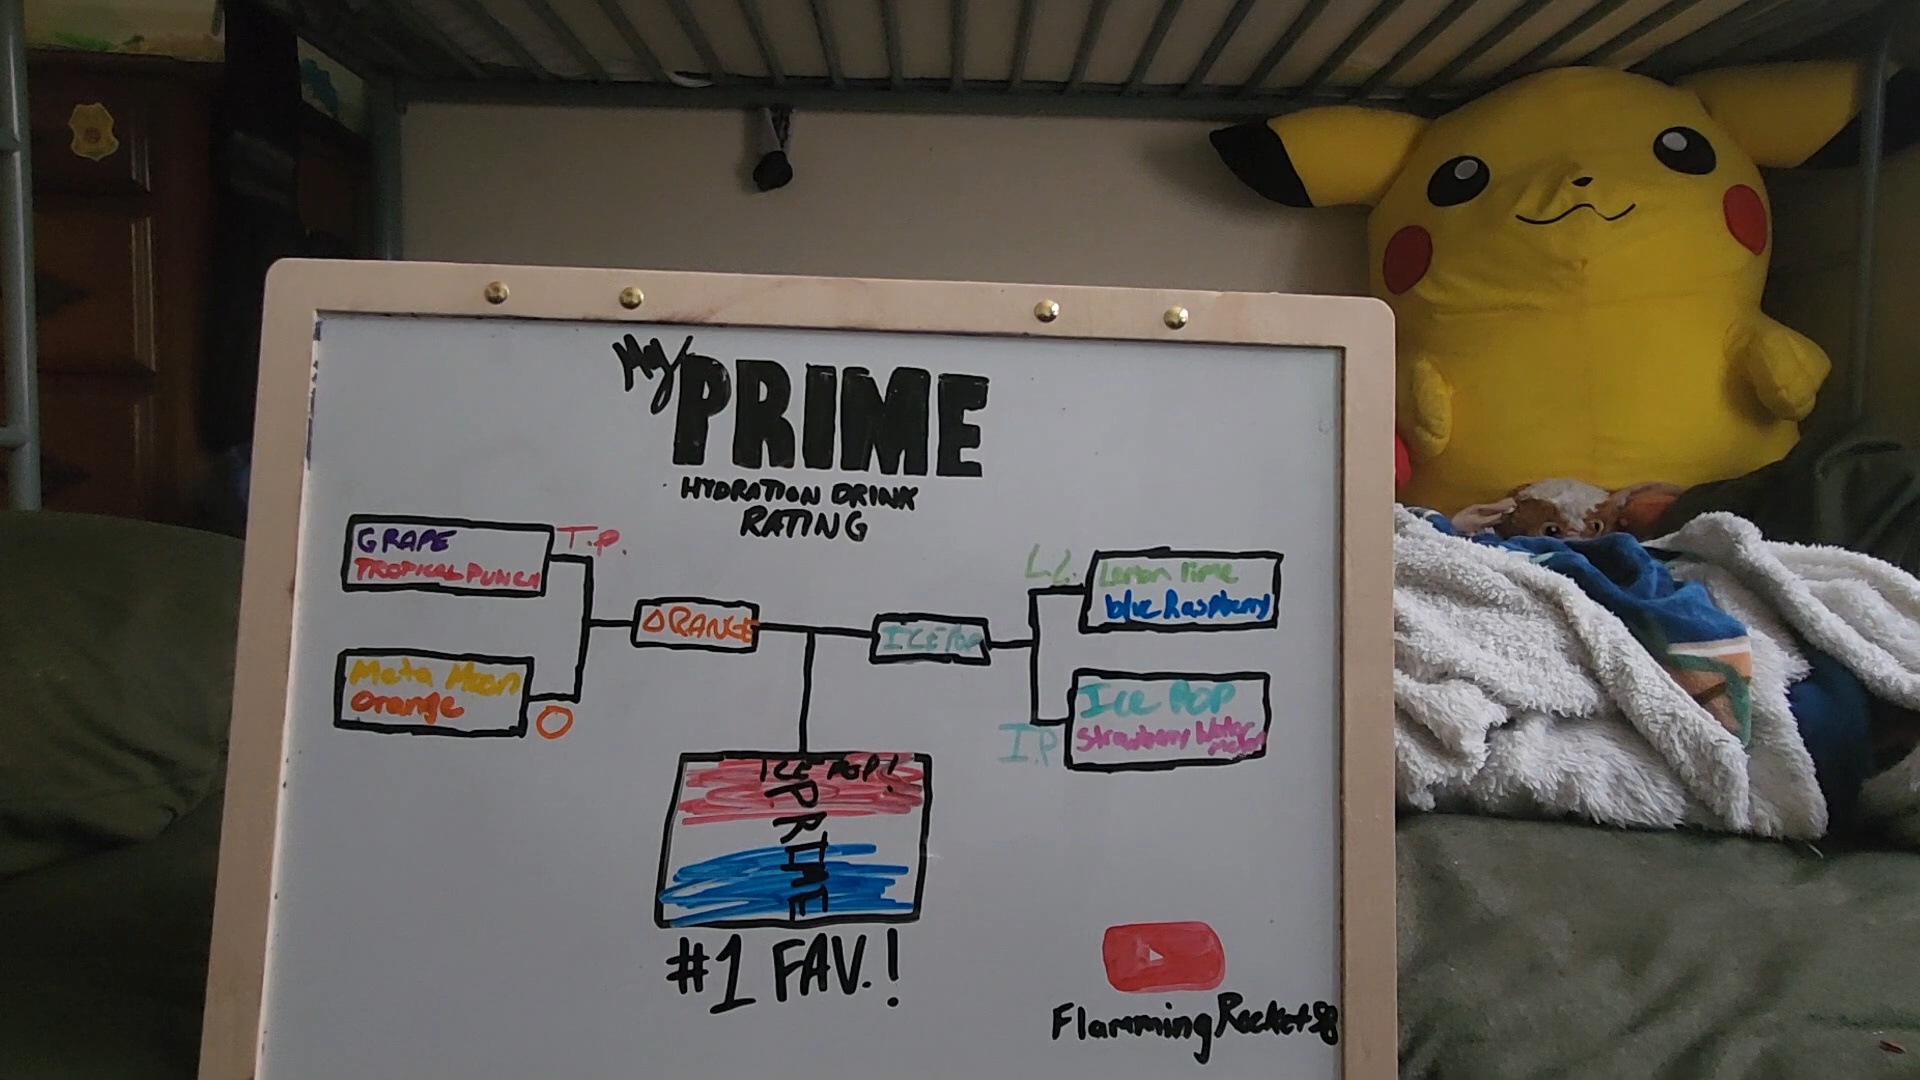 My PRIME
HYDRATION DRINK
RATING
GRAPE
TROPICAL PUNCH
T.P.
Meta Moon
Orange
O
ORANGE
ICE POP
L.L.
Lemon lime
blue Raspberry
ICE POP
Strawberry Watermelon
I.P
ICE POP!
PRIME
#1 FAV.!
FlammingRocket98